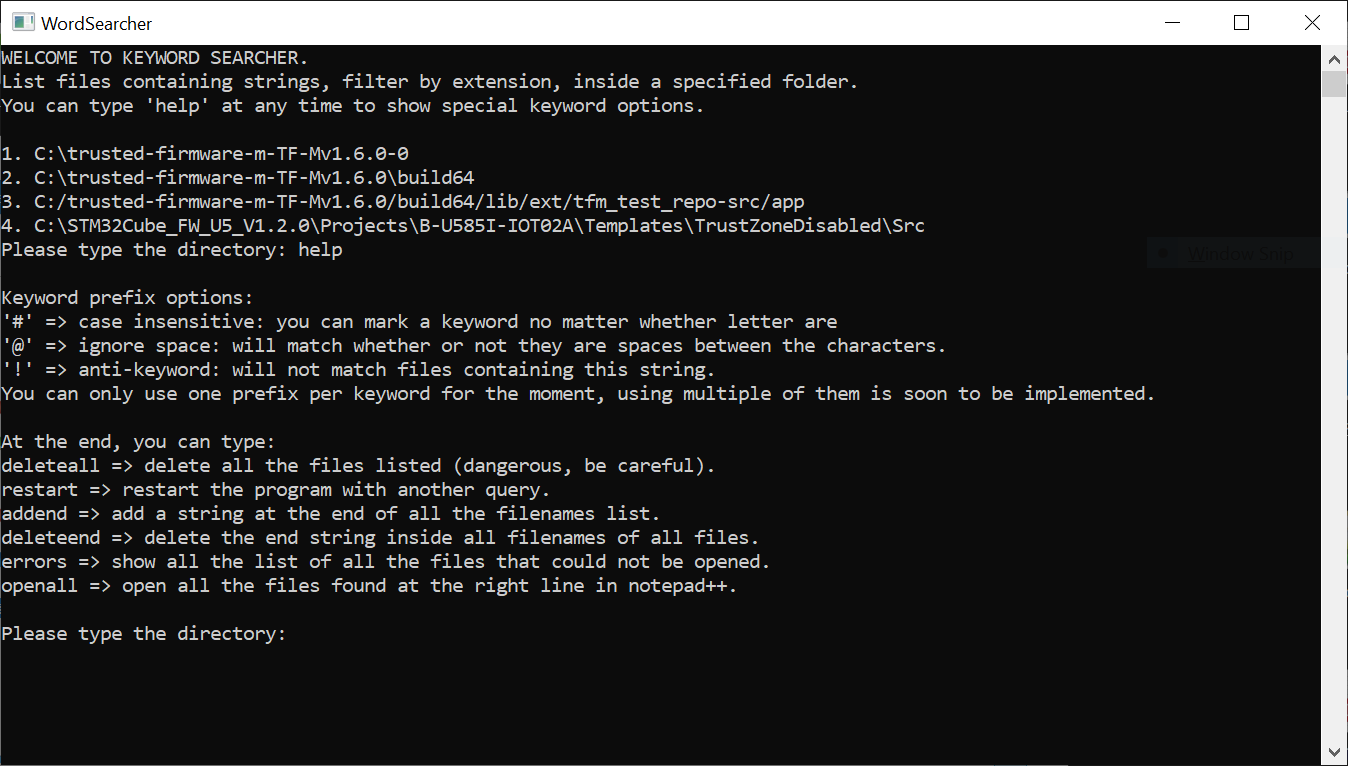 WordSearcher
WELCOME TO KEYWORD SEARCHER.
List files containing strings, filter by extension, inside a specified folder.
You can type 'help' at any time to show special keyword options.
1. C:\trusted-firmware-m-TF-Mv1.6.0-0
2. C:\trusted-firmware-m-TF-Mv1.6.0\build64
3. C:/trusted-firmware-m-TF-Mv1.6.0/build64/lib/ext/tfm_test_repo-src/app
4. C:\STM32Cube_FW_U5_V1.2.0\Projects\B-U585I-IOT02A\Templates\TrustZoneDisabled\Src
Please type the directory: help
Window Snip
Keyword prefix options:
'#' => case insensitive: you can mark a keyword no matter whether letter are
'@' => ignore space: will match whether or not they are spaces between the characters.
'!' => anti-keyword: will not match files containing this string.
You can only use one prefix per keyword for the moment, using multiple of them is soon to be implemented.
At the end, you can type:
deleteall => delete all the files listed (dangerous, be careful).
restart => restart the program with another query.
addend => add a string at the end of all the filenames list.
deleteend => delete the end string inside all filenames of all files.
errors => show all the list of all the files that could not be opened.
openall => open all the files found at the right line in notepad++.
Please type the directory: